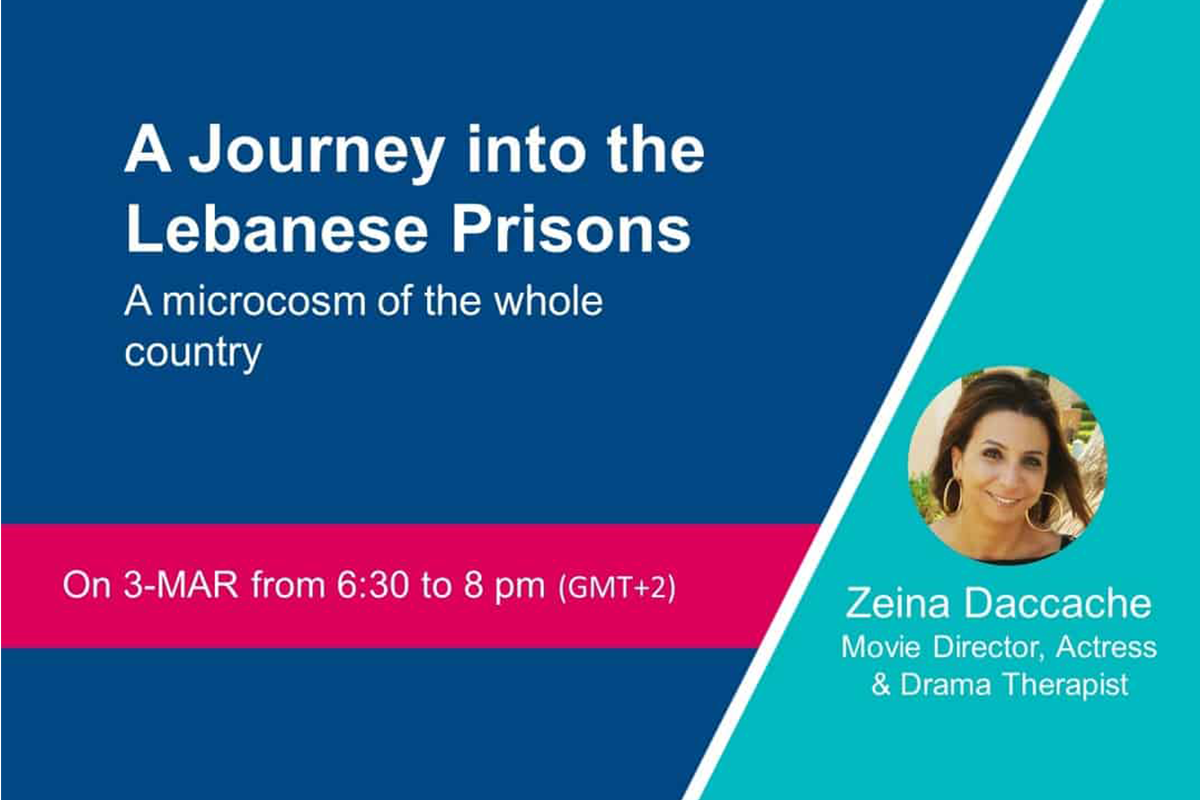 A Journey into the
Lebanese Prisons
A microcosm of the whole
country
On 3-MAR from 6:30 to 8 pm (GMT+2)
Zeina Daccache
Movie Director, Actress
& Drama Therapist